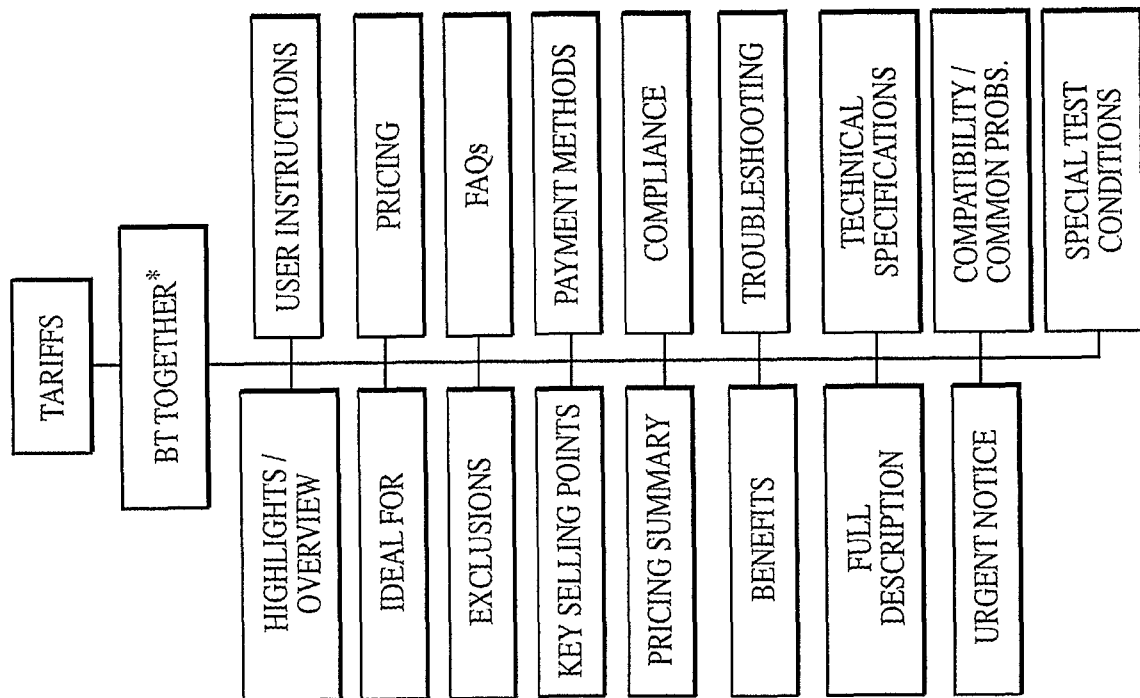 TARIFFS
BT TOGETHER*
HIGHLIGHTS /
OVERVIEW
USER INSTRUCTIONS
IDEAL FOR
PRICING
EXCLUSIONS
FAQs
KEY SELLING POINTS
PAYMENT METHODS
PRICING SUMMARY
COMPLIANCE
BENEFITS
TROUBLESHOOTING
FULL
DESCRIPTION
TECHNICAL
SPECIFICATIONS
URGENT NOTICE
COMPATIBILITY /
COMMON PROBS.
SPECIAL TEST
CONDITIONS